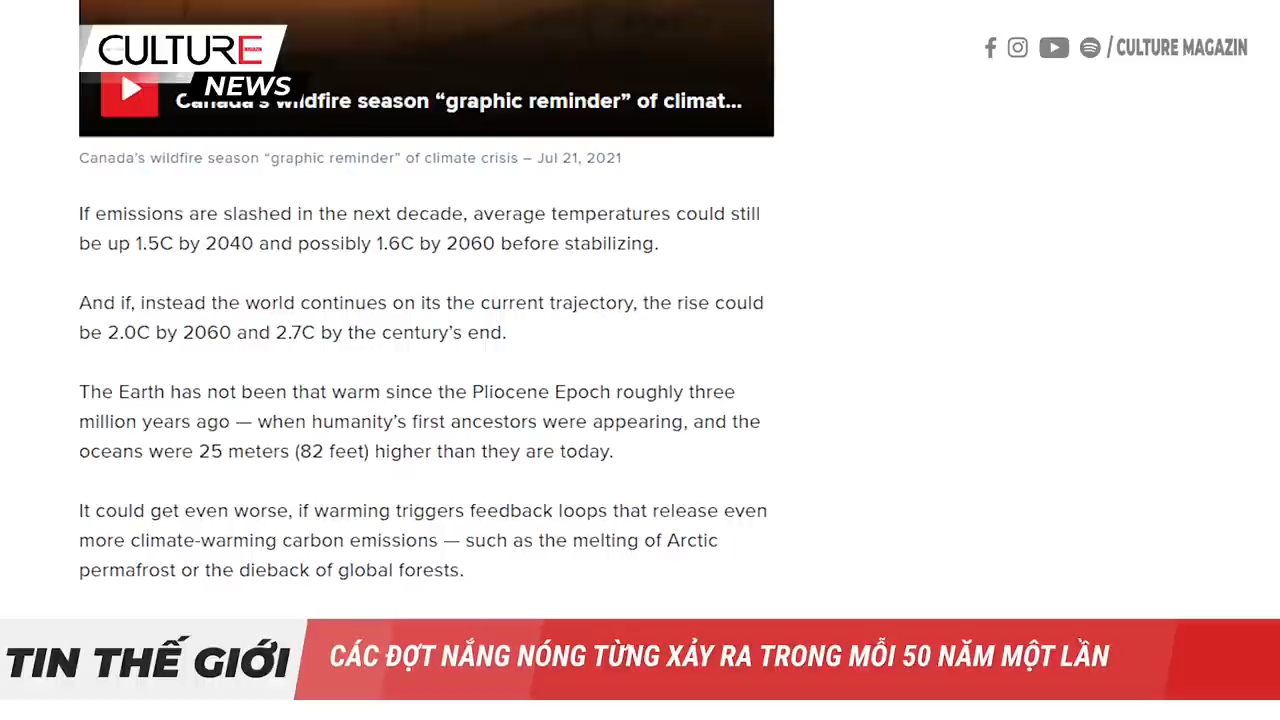 CULTURE
NEWS
/ CULTURE MAGAZIN
Canada's wildfire season “graphic reminder” of climat...
Canada's wildfire season “graphic reminder” of climate crisis – Jul 21, 2021
If emissions are slashed in the next decade, average temperatures could still
be up 1.5C by 2040 and possibly 1.6C by 2060 before stabilizing.
And if, instead the world continues on its the current trajectory, the rise could
be 2.0C by 2060 and 2.7C by the century’s end.
The Earth has not been that warm since the Pliocene Epoch roughly three
million years ago — when humanity’s first ancestors were appearing, and the
oceans were 25 meters (82 feet) higher than they are today.
It could get even worse, if warming triggers feedback loops that release even
more climate-warming carbon emissions — such as the melting of Arctic
permafrost or the dieback of global forests.
TIN THẾ GIỚI
CÁC ĐỢT NẮNG NÓNG TỪNG XẢY RA TRONG MỖI 50 NĂM MỘT LẦN